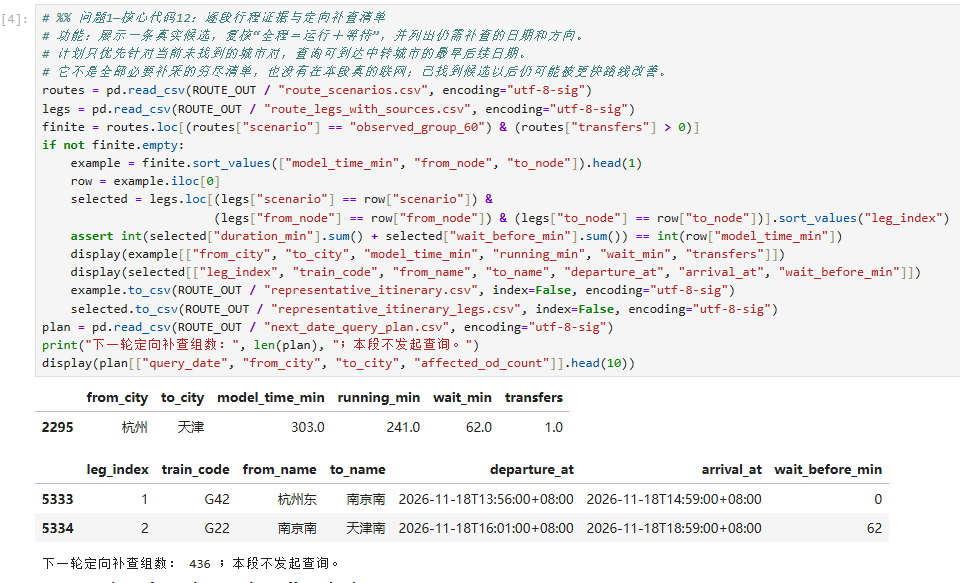 [4]:
# %% 问题1—核心代码12：逐段行程证据与定向补查清单
# 功能：展示一条真实候选，复核“全程＝运行＋等待”，并列出仍需补查的日期和方向。
# 计划只优先针对当前未找到的城市对，查询可到达中转城市的最早后续日期。
# 它不是全部必要补采的穷尽清单，也没有在本段真的联网；已找到候选以后仍可能被更快路线改善。
routes = pd.read_csv(ROUTE_OUT / "route_scenarios.csv", encoding="utf-8-sig")
legs = pd.read_csv(ROUTE_OUT / "route_legs_with_sources.csv", encoding="utf-8-sig")
finite = routes.loc[(routes["scenario"] == "observed_group_60") & (routes["transfers"] > 0)]
if not finite.empty:
    example = finite.sort_values(["model_time_min", "from_node", "to_node"]).head(1)
    row = example.iloc[0]
    selected = legs.loc[(legs["scenario"] == row["scenario"]) &
                        (legs["from_node"] == row["from_node"]) & (legs["to_node"] == row["to_node"])].sort_values("leg_index")
    assert int(selected["duration_min"].sum() + selected["wait_before_min"].sum()) == int(row["model_time_min"])
    display(example[["from_city", "to_city", "model_time_min", "running_min", "wait_min", "transfers"]])
    display(selected[["leg_index", "train_code", "from_name", "to_name", "departure_at", "arrival_at", "wait_before_min"]])
    example.to_csv(ROUTE_OUT / "representative_itinerary.csv", index=False, encoding="utf-8-sig")
    selected.to_csv(ROUTE_OUT / "representative_itinerary_legs.csv", index=False, encoding="utf-8-sig")
plan = pd.read_csv(ROUTE_OUT / "next_date_query_plan.csv", encoding="utf-8-sig")
print("下一轮定向补查组数：", len(plan), "；本段不发起查询。")
display(plan[["query_date", "from_city", "to_city", "affected_od_count"]].head(10))
from_city to_city model_time_min running_min wait_min transfers
2295 杭州 天津 303.0 241.0 62.0 1.0
leg_index train_code from_name to_name departure_at arrival_at wait_before_min
5333 1 G42 杭州东 南京南 2026-11-18T13:56:00+08:00 2026-11-18T14:59:00+08:00 0
5334 2 G22 南京南 天津南 2026-11-18T16:01:00+08:00 2026-11-18T18:59:00+08:00 62
下一轮定向补查组数： 436 ；本段不发起查询。